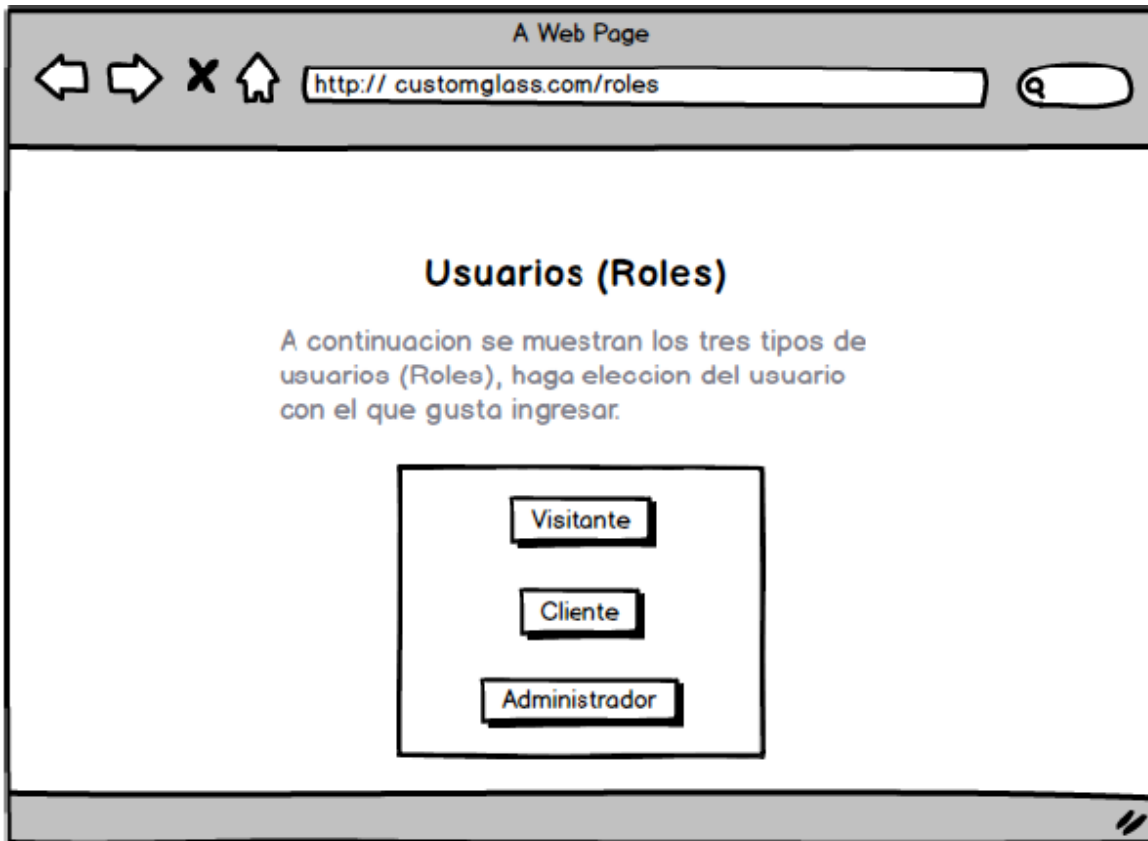 A Web Page
http:// customglass.com/roles
Usuarios (Roles)
A continuacion se muestran los tres tipos de
usuarios (Roles), haga eleccion del usuario
con el que gusta ingresar.
Visitante
Cliente
Administrador